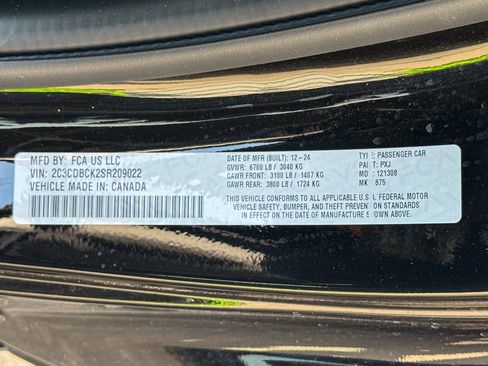 MFD BY: FCA US LLC
VIN: 2C3CDBCK2SR209022
VEHICLE MADE IN: CANADA
DATE OF MFR (BUILT): 12-24
GVWR: 6700 LB / 3040 KG
GAWR FRONT: 3100 LB / 1407 KG
GAWR REAR: 3800 LB / 1724 KG
PASSENGER CAR
PAI T: PXJ
MD : 121308
MK 875
THIS VEHICLE CONFORMS TO ALL APPLICABLE U.S. FEDERAL MOTOR
VEHICLE SAFETY, BUMPER, AND THEFT PREVENTION STANDARDS
IN EFFECT ON THE DATE OF MANUFACTURE SHOWN ABOVE.